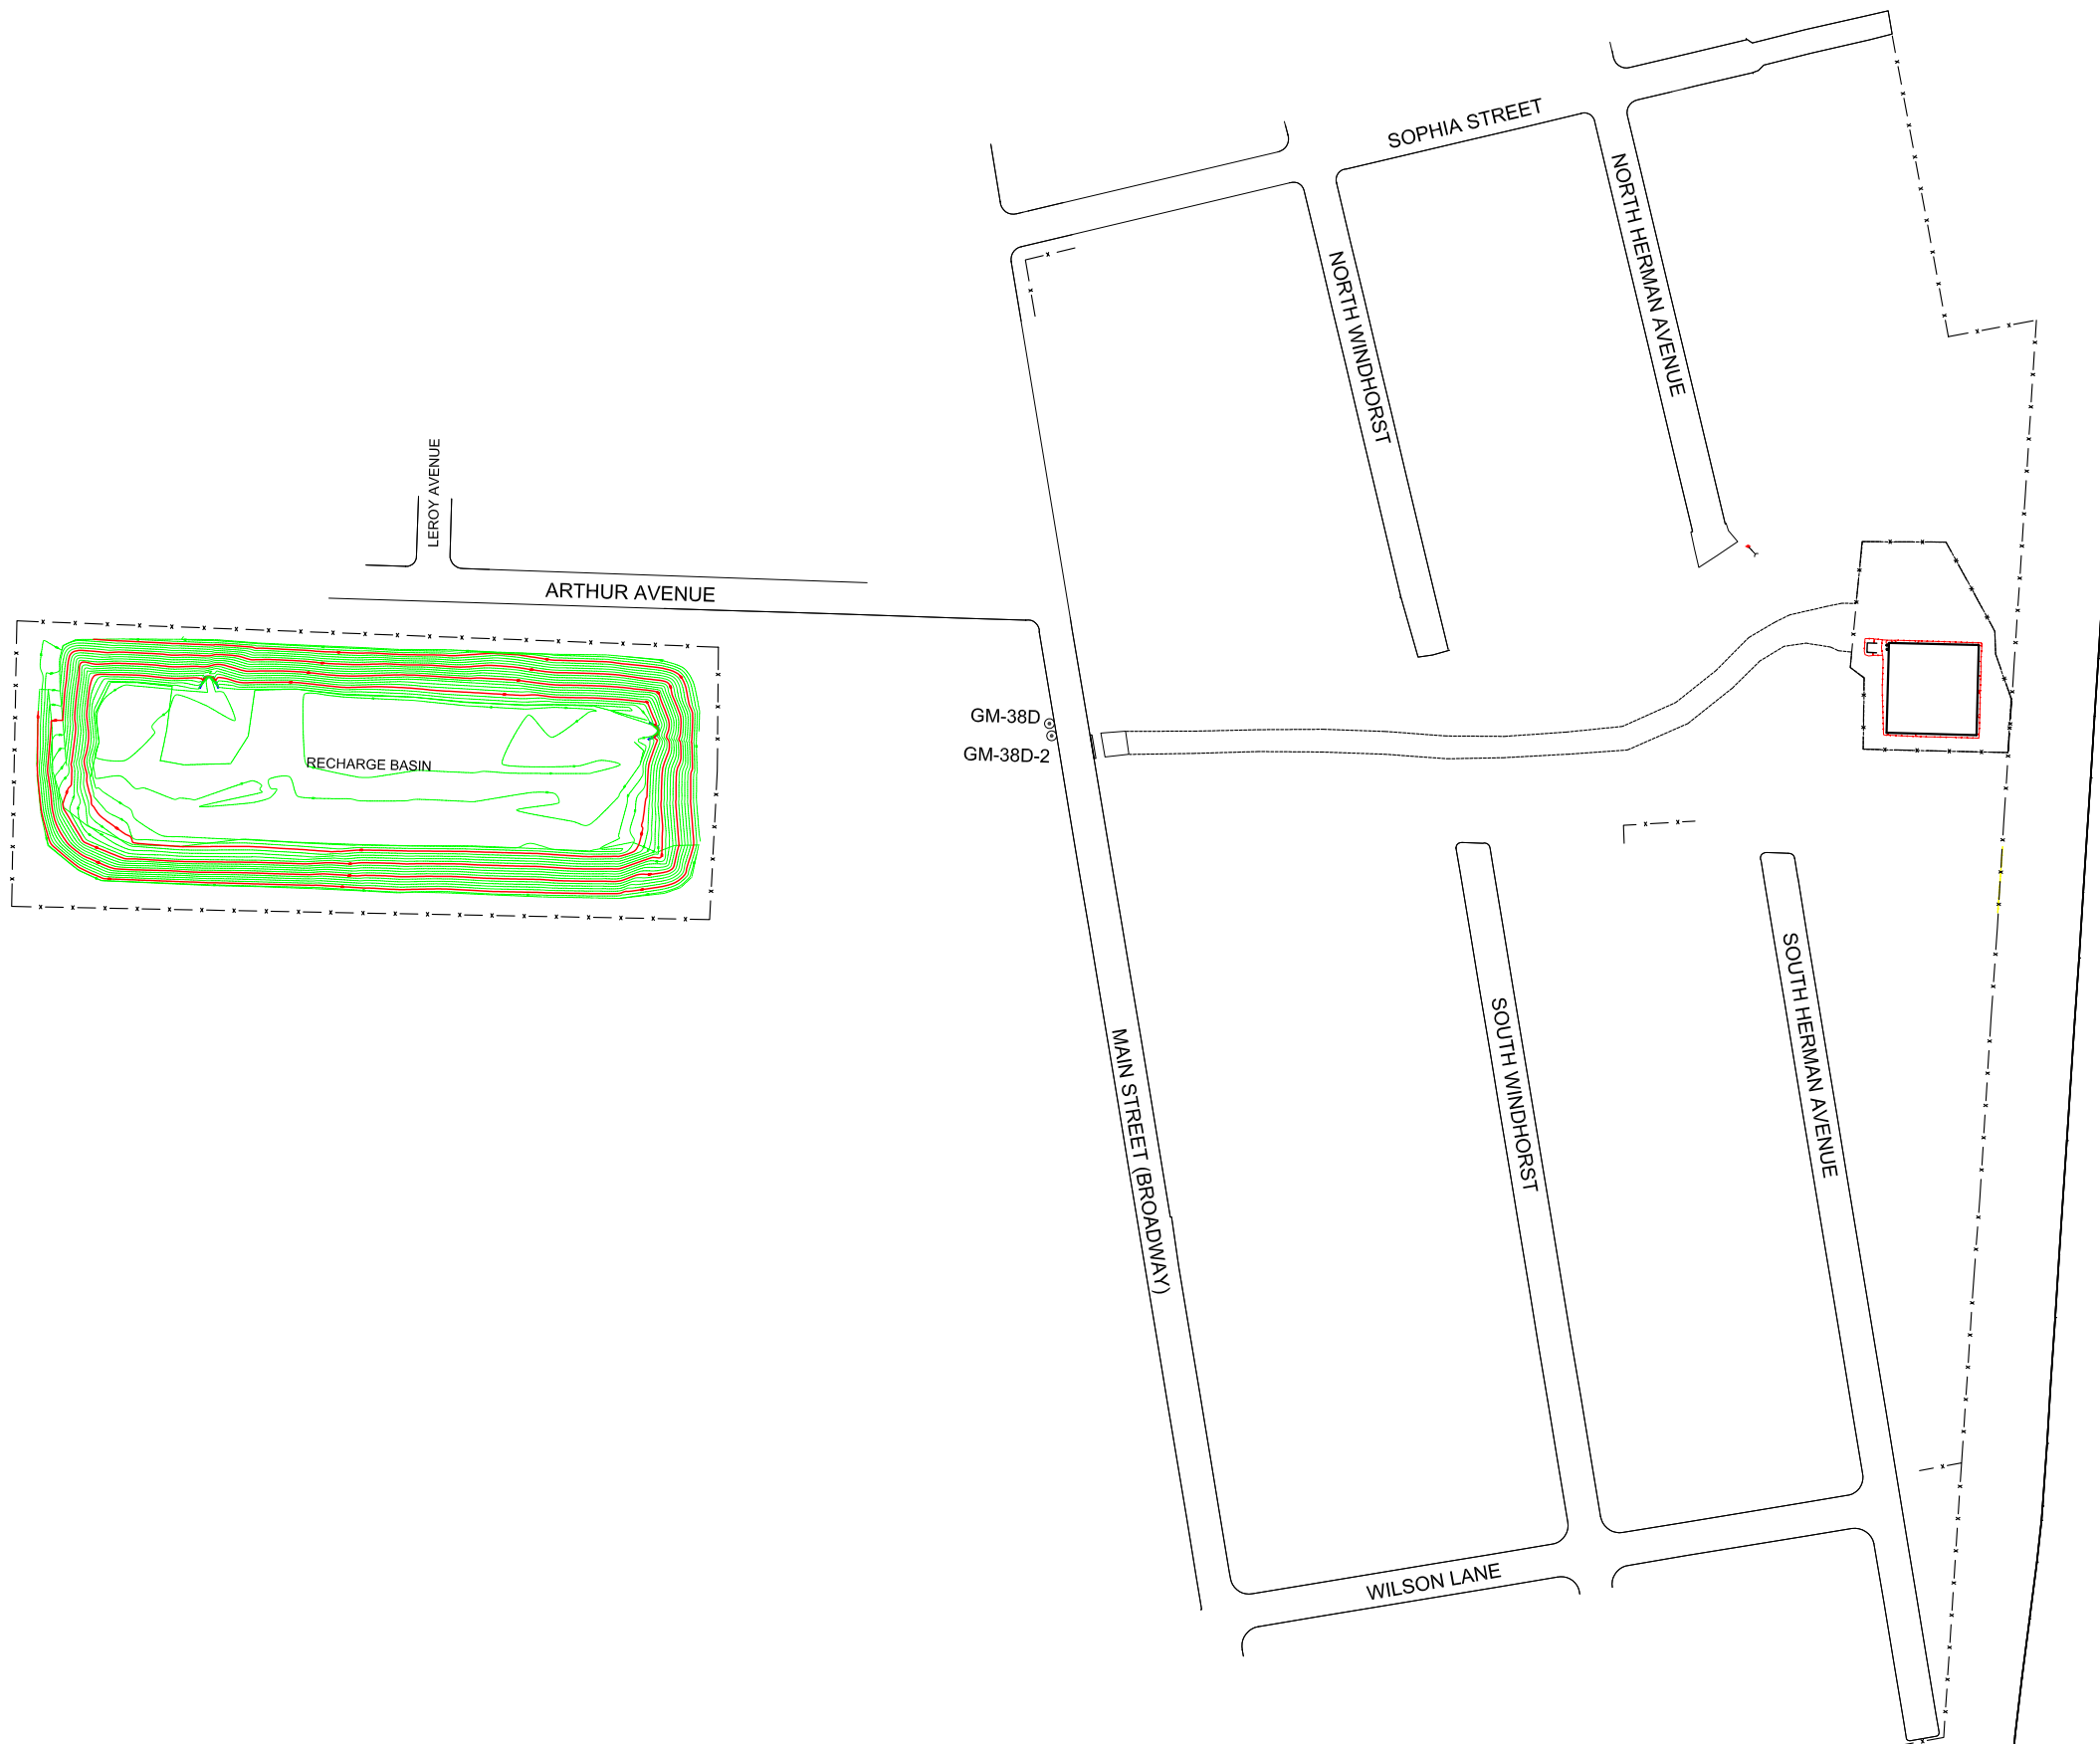 SOPHIA STREET
NORTH HERMAN AVENUE
NORTH WINDHORST
LEROY AVENUE
ARTHUR AVENUE
GM-38D
GM-38D-2
RECHARGE BASIN
MAIN STREET (BROADWAY)
SOUTH WINDHORST
SOUTH HERMAN AVENUE
WILSON LANE